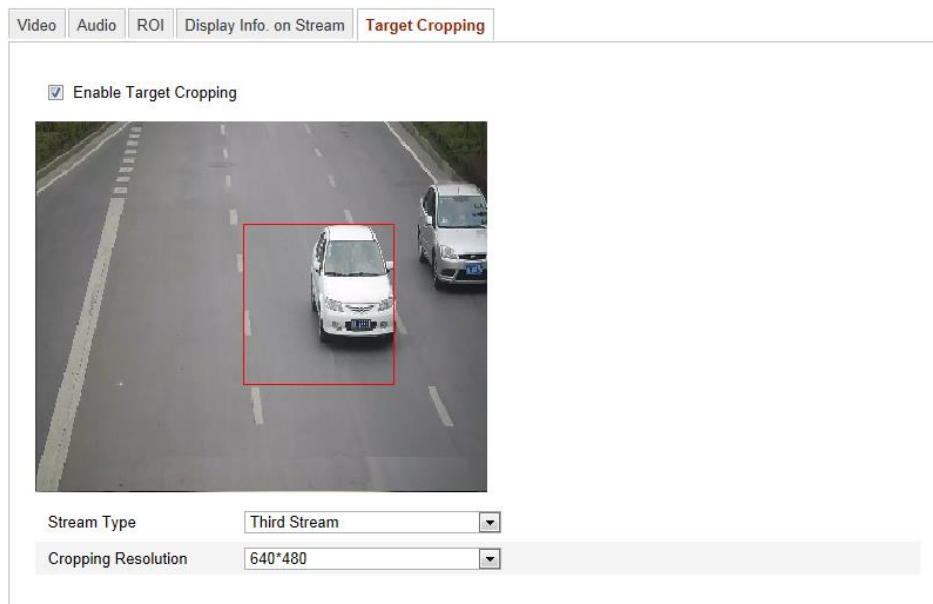 Video Audio ROI Display Info. on Stream Target Cropping
Enable Target Cropping
Stream Type Third Stream
Cropping Resolution 640*480